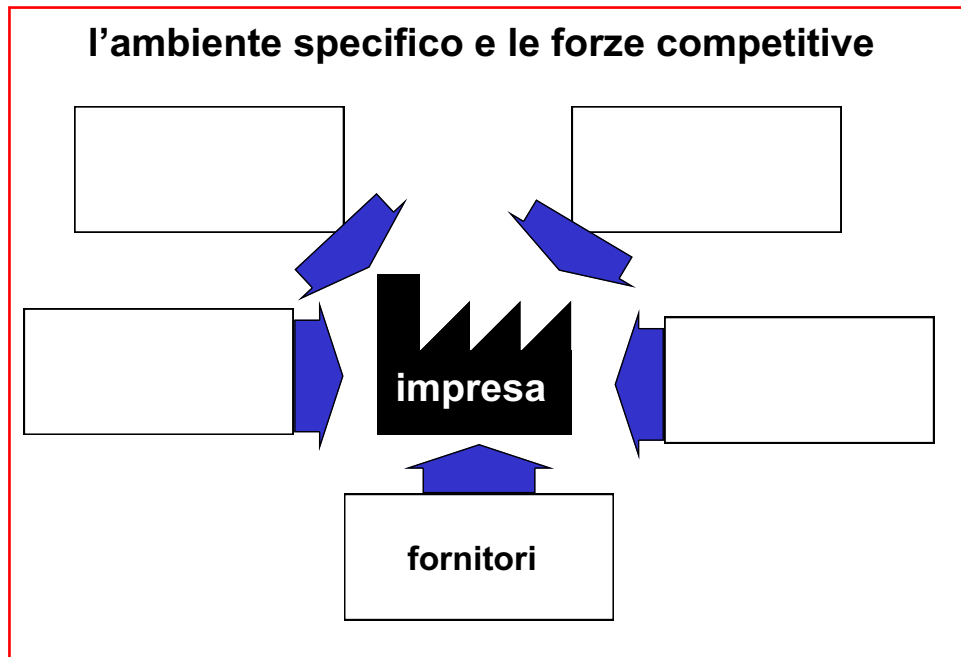 l’ambiente specifico e le forze competitive
impresa
fornitori